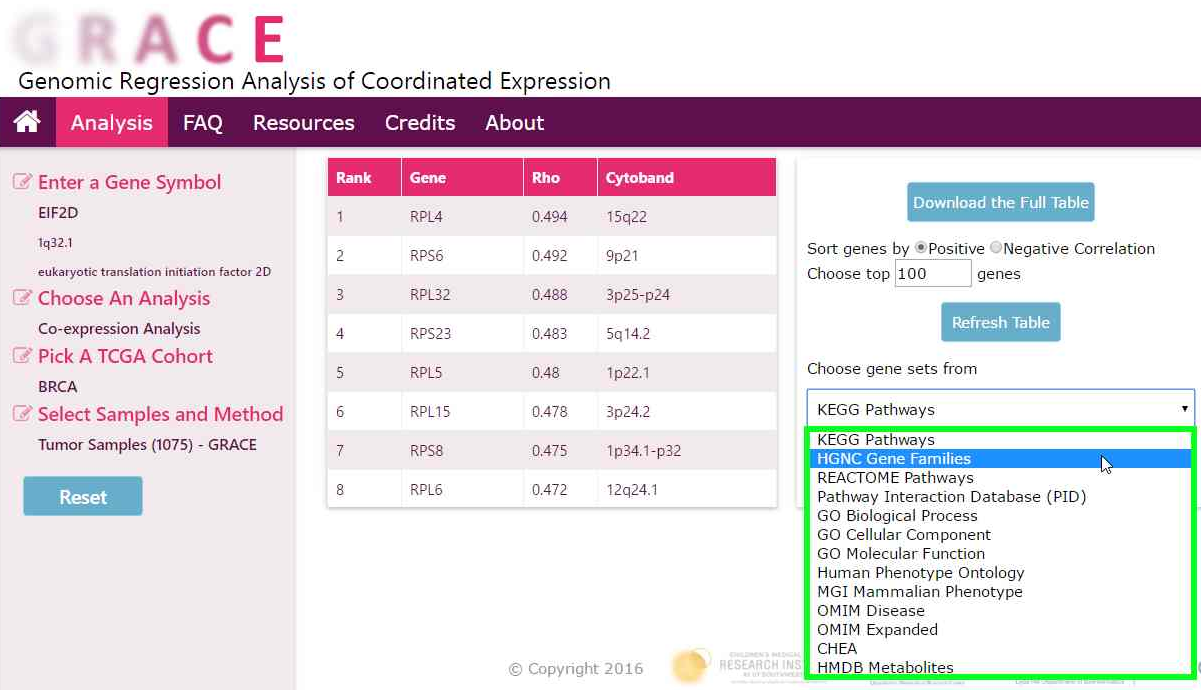 GRACE
Genomic Regression Analysis of Coordinated Expression
Analysis FAQ Resources Credits About
Enter a Gene Symbol
EIF2D
1q32.1
eukaryotic translation initiation factor 2D
Choose An Analysis
Co-expression Analysis
Pick A TCGA Cohort
BRCA
Select Samples and Method
Tumor Samples (1075) - GRACE
Reset
Rank Gene Rho Cytoband
1 RPL4 0.494 15q22
2 RPS6 0.492 9p21
3 RPL32 0.488 3p25-p24
4 RPS23 0.483 5q14.2
5 RPL5 0.48 1p22.1
6 RPL15 0.478 3p24.2
7 RPS8 0.475 1p34.1-p32
8 RPL6 0.472 12q24.1
Download the Full Table
Sort genes by Positive Negative Correlation
Choose top 100 genes
Refresh Table
Choose gene sets from
KEGG Pathways
KEGG Pathways
HGNC Gene Families
REACTOME Pathways
Pathway Interaction Database (PID)
GO Biological Process
GO Cellular Component
GO Molecular Function
Human Phenotype Ontology
MGI Mammalian Phenotype
OMIM Disease
OMIM Expanded
CHEA
HMDB Metabolites
© Copyright 2016
CHILDREN'S MEDICAL
RESEARCH INS
AT UT SOUTHWEST